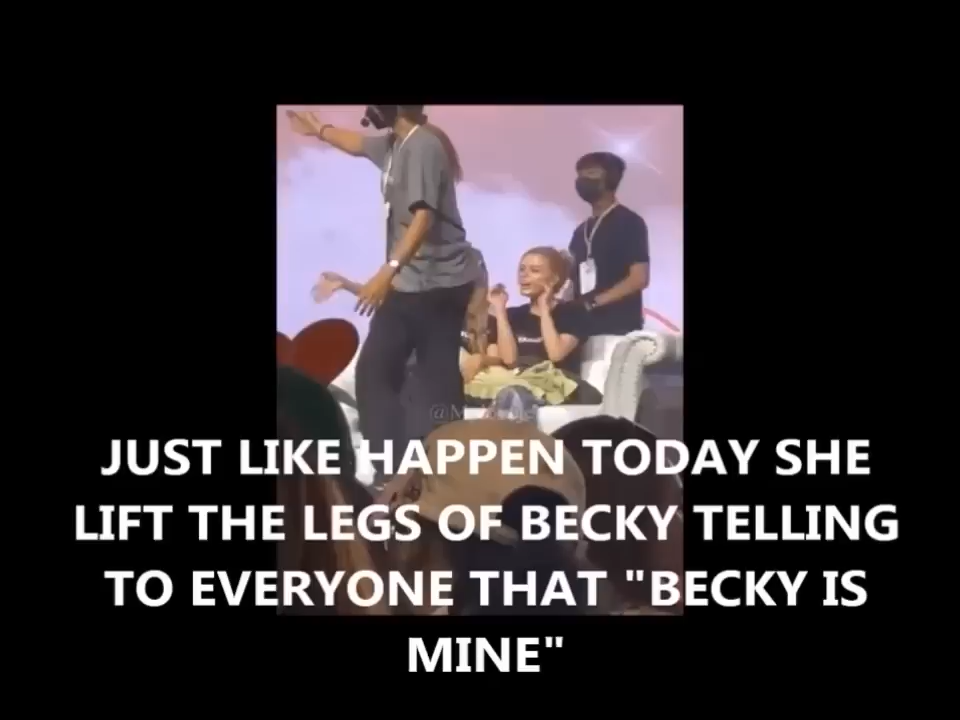 JUST LIKE HAPPEN TODAY SHE
LIFT THE LEGS OF BECKY TELLING
TO EVERYONE THAT "BECKY IS
MINE"